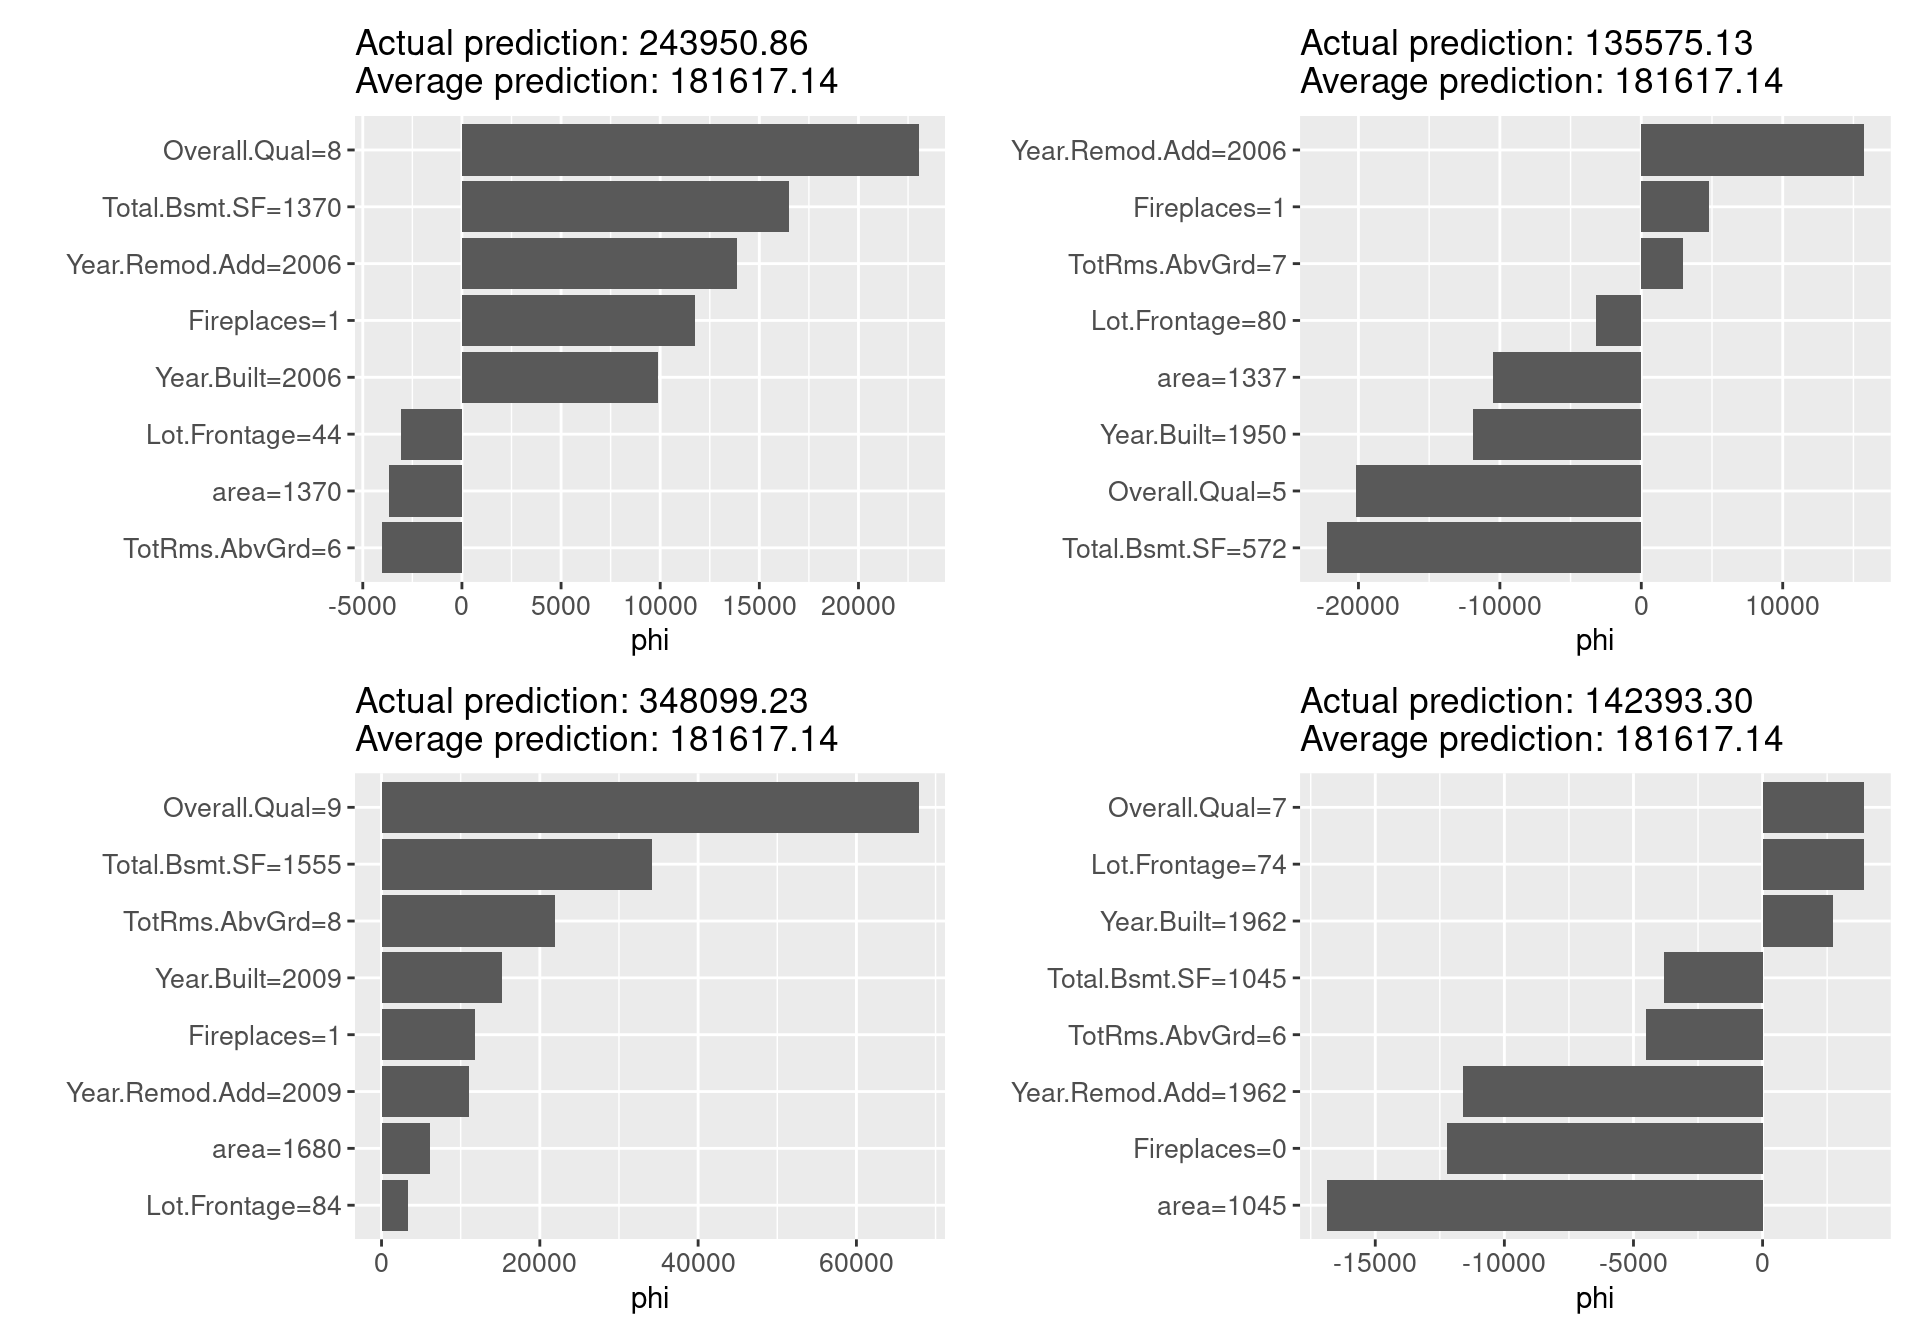 Actual prediction: 243950.86
Average prediction: 181617.14
Overall.Qual=8
Total.Bsmt.SF=1370
Year.Remod.Add=2006
Fireplaces=1
Year.Built=2006
Lot.Frontage=44
area=1370
TotRms.AbvGrd=6
-5000 0 5000 10000 15000 20000
phi
Actual prediction: 135575.13
Average prediction: 181617.14
Year.Remod.Add=2006
Fireplaces=1
TotRms.AbvGrd=7
Lot.Frontage=80
area=1337
Year.Built=1950
Overall.Qual=5
Total.Bsmt.SF=572
-20000 -10000 0 10000
phi
Actual prediction: 348099.23
Average prediction: 181617.14
Overall.Qual=9
Total.Bsmt.SF=1555
TotRms.AbvGrd=8
Year.Built=2009
Fireplaces=1
Year.Remod.Add=2009
area=1680
Lot.Frontage=84
0 20000 40000 60000
phi
Actual prediction: 142393.30
Average prediction: 181617.14
Overall.Qual=7
Lot.Frontage=74
Year.Built=1962
Total.Bsmt.SF=1045
TotRms.AbvGrd=6
Year.Remod.Add=1962
Fireplaces=0
area=1045
-15000 -10000 -5000 0
phi